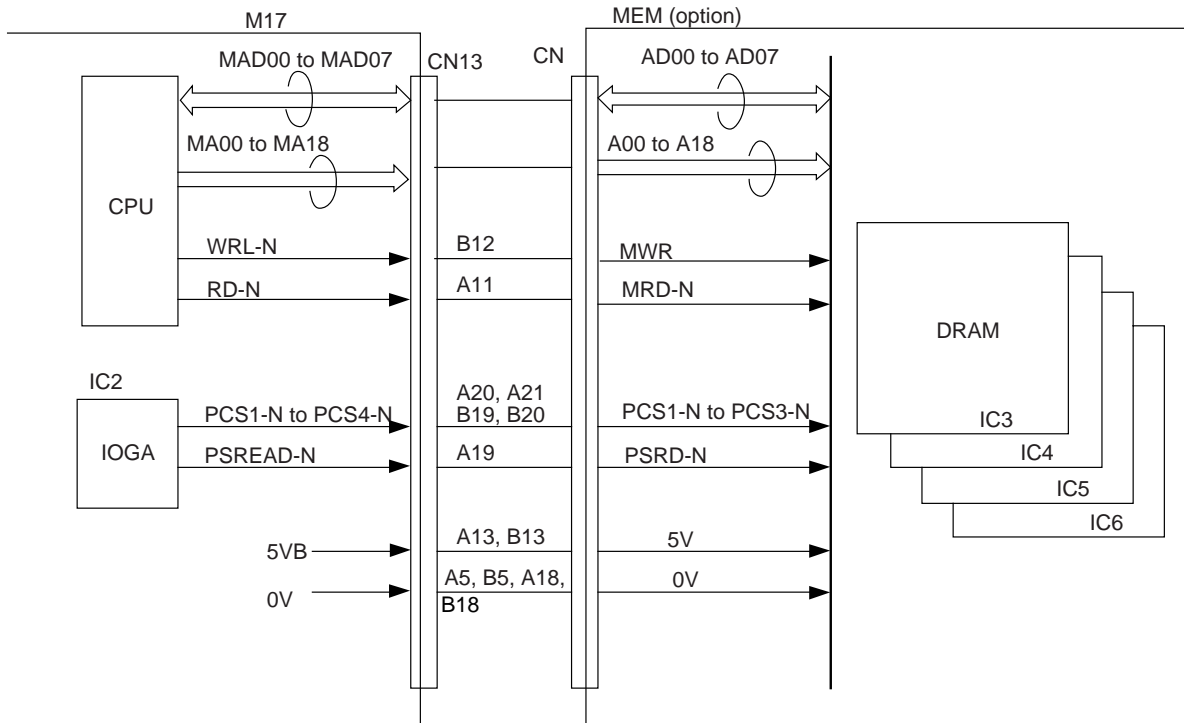 M17
MEM (option)
MAD00 to MAD07
CN13
CN
AD00 to AD07
MA00 to MA18
A00 to A18
CPU
WRL-N
B12
MWR
RD-N
A11
MRD-N
DRAM
IC2
A20, A21
PCS1-N to PCS4-N
B19, B20
PCS1-N to PCS3-N
IC3
IOGA
PSREAD-N
A19
PSRD-N
IC4
IC5
IC6
5VB
A13, B13
5V
0V
A5, B5, A18,
B18
0V